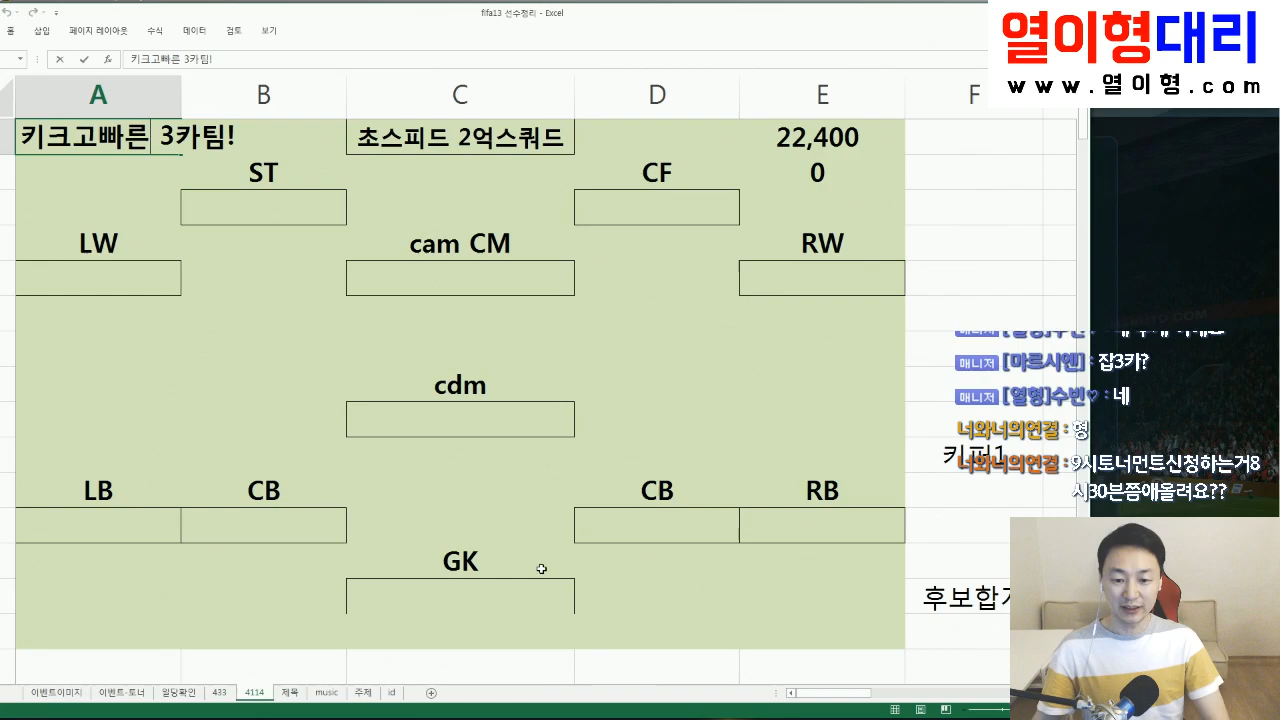 fifa13 선수정리 - Excel
열이형대리
www.열이형.com
홈 삽입 페이지 레이아웃 수식 데이터 검토 보기
fx 키크고빠른 3카팀!
A B C D E F
키크고빠른 3카팀! 초스피드 2억스쿼드 22,400
ST CF 0
LW cam CM RW
매니저 [마르시앤] : 잡3카?
cdm
매니저 [열형]수빈♡ : 네
너와너의연결 : 형
키퍼1
너와너의연결 : 9시토너먼트신청하는거8
시30분쯤애올려요??
LB CB CB RB
GK
후보합
이벤트이미지 이벤트-토너 일딩확인 433 4114 제목 music 주제 id